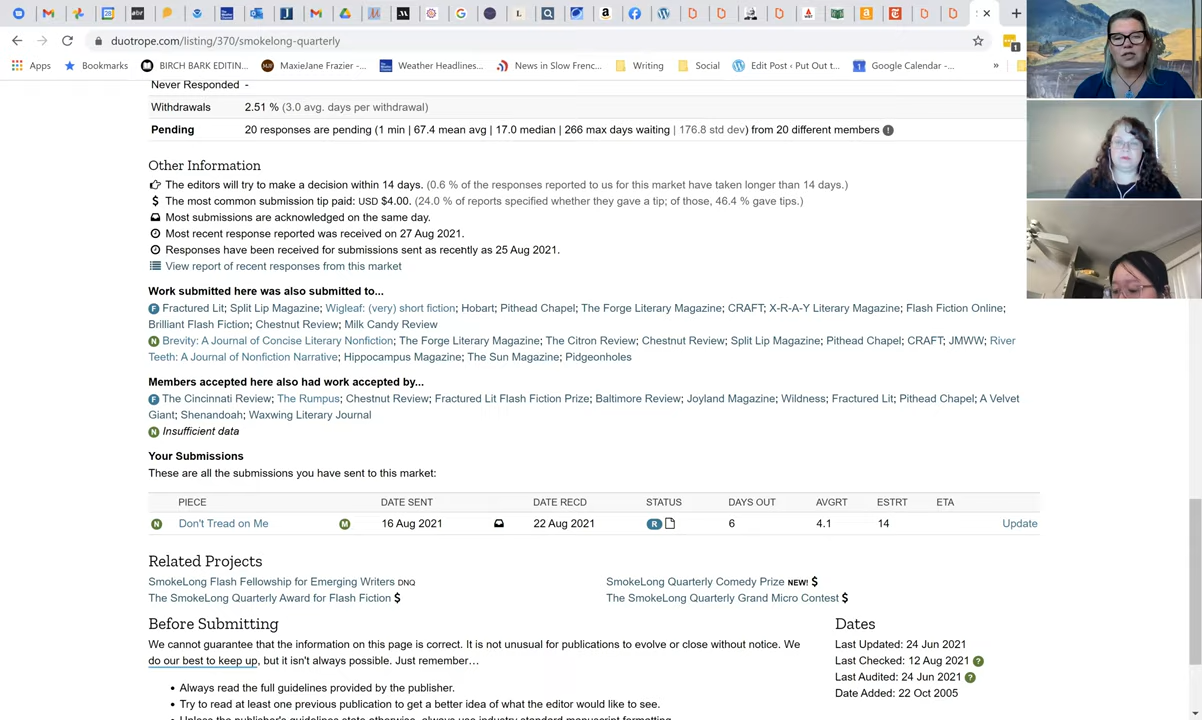 duotrope.com/listing/370/smokelong-quarterly
Apps Bookmarks BIRCH BARK EDITIN... MaxieJane Frazier -... Weather Headlines... News in Slow Frenc... Writing Social Edit Post ‹ Put Out t... Google Calendar -... »
Never Responded -
Withdrawals 2.51 % (3.0 avg. days per withdrawal)
Pending 20 responses are pending (1 min | 67.4 mean avg | 17.0 median | 266 max days waiting | 176.8 std dev) from 20 different members
Other Information
The editors will try to make a decision within 14 days. (0.6 % of the responses reported to us for this market have taken longer than 14 days.)
$ The most common submission tip paid: USD $4.00. (24.0 % of reports specified whether they gave a tip; of those, 46.4 % gave tips.)
Most submissions are acknowledged on the same day.
Most recent response reported was received on 27 Aug 2021.
Responses have been received for submissions sent as recently as 25 Aug 2021.
View report of recent responses from this market
Work submitted here was also submitted to...
F Fractured Lit; Split Lip Magazine; Wigleaf: (very) short fiction; Hobart; Pithead Chapel; The Forge Literary Magazine; CRAFT; X-R-A-Y Literary Magazine; Flash Fiction Online;
Brilliant Flash Fiction; Chestnut Review; Milk Candy Review
N Brevity: A Journal of Concise Literary Nonfiction; The Forge Literary Magazine; The Citron Review; Chestnut Review; Split Lip Magazine; Pithead Chapel; CRAFT; JMWW; River
Teeth: A Journal of Nonfiction Narrative; Hippocampus Magazine; The Sun Magazine; Pidgeonholes
Members accepted here also had work accepted by...
F The Cincinnati Review; The Rumpus; Chestnut Review; Fractured Lit Flash Fiction Prize; Baltimore Review; Joyland Magazine; Wildness; Fractured Lit; Pithead Chapel; A Velvet
Giant; Shenandoah; Waxwing Literary Journal
N Insufficient data
Your Submissions
These are all the submissions you have sent to this market:
PIECE DATE SENT DATE RECD STATUS DAYS OUT AVGRT ESTRT ETA
N Don't Tread on Me M 16 Aug 2021 22 Aug 2021 R 6 4.1 14 Update
Related Projects
SmokeLong Flash Fellowship for Emerging Writers DNQ SmokeLong Quarterly Comedy Prize NEW! $
The SmokeLong Quarterly Award for Flash Fiction $ The SmokeLong Quarterly Grand Micro Contest $
Before Submitting
We cannot guarantee that the information on this page is correct. It is not unusual for publications to evolve or close without notice. We
do our best to keep up, but it isn't always possible. Just remember…
• Always read the full guidelines provided by the publisher.
• Try to read at least one previous publication to get a better idea of what the editor would like to see.
• Unless the publisher's guidelines state otherwise, always use industry standard manuscript formatting.
Dates
Last Updated: 24 Jun 2021
Last Checked: 12 Aug 2021 ?
Last Audited: 24 Jun 2021 ?
Date Added: 22 Oct 2005